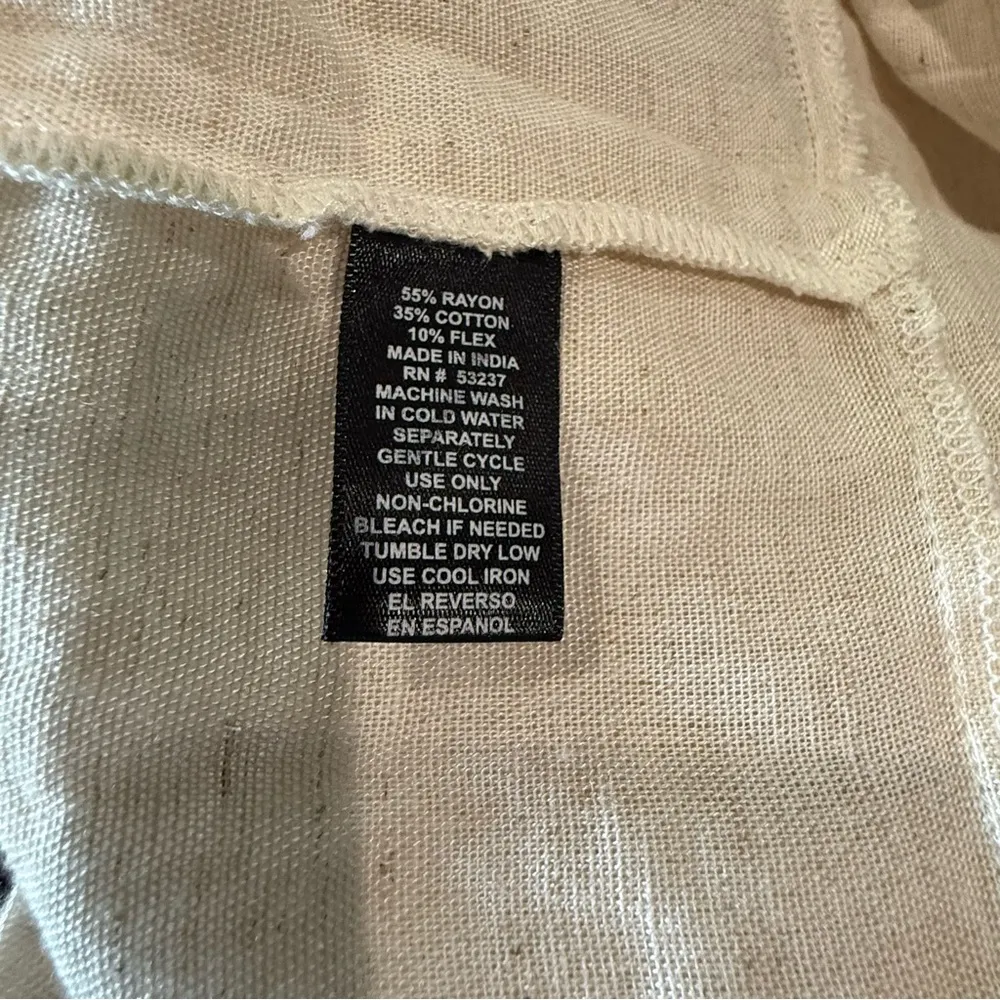 55% RAYON
35% COTTON
10% FLEX
MADE IN INDIA
RN # 53237
MACHINE WASH
IN COLD WATER
SEPARATELY
GENTLE CYCLE
USE ONLY
NON-CHLORINE
BLEACH IF NEEDED
TUMBLE DRY LOW
USE COOL IRON
EL REVERSO
EN ESPANOL